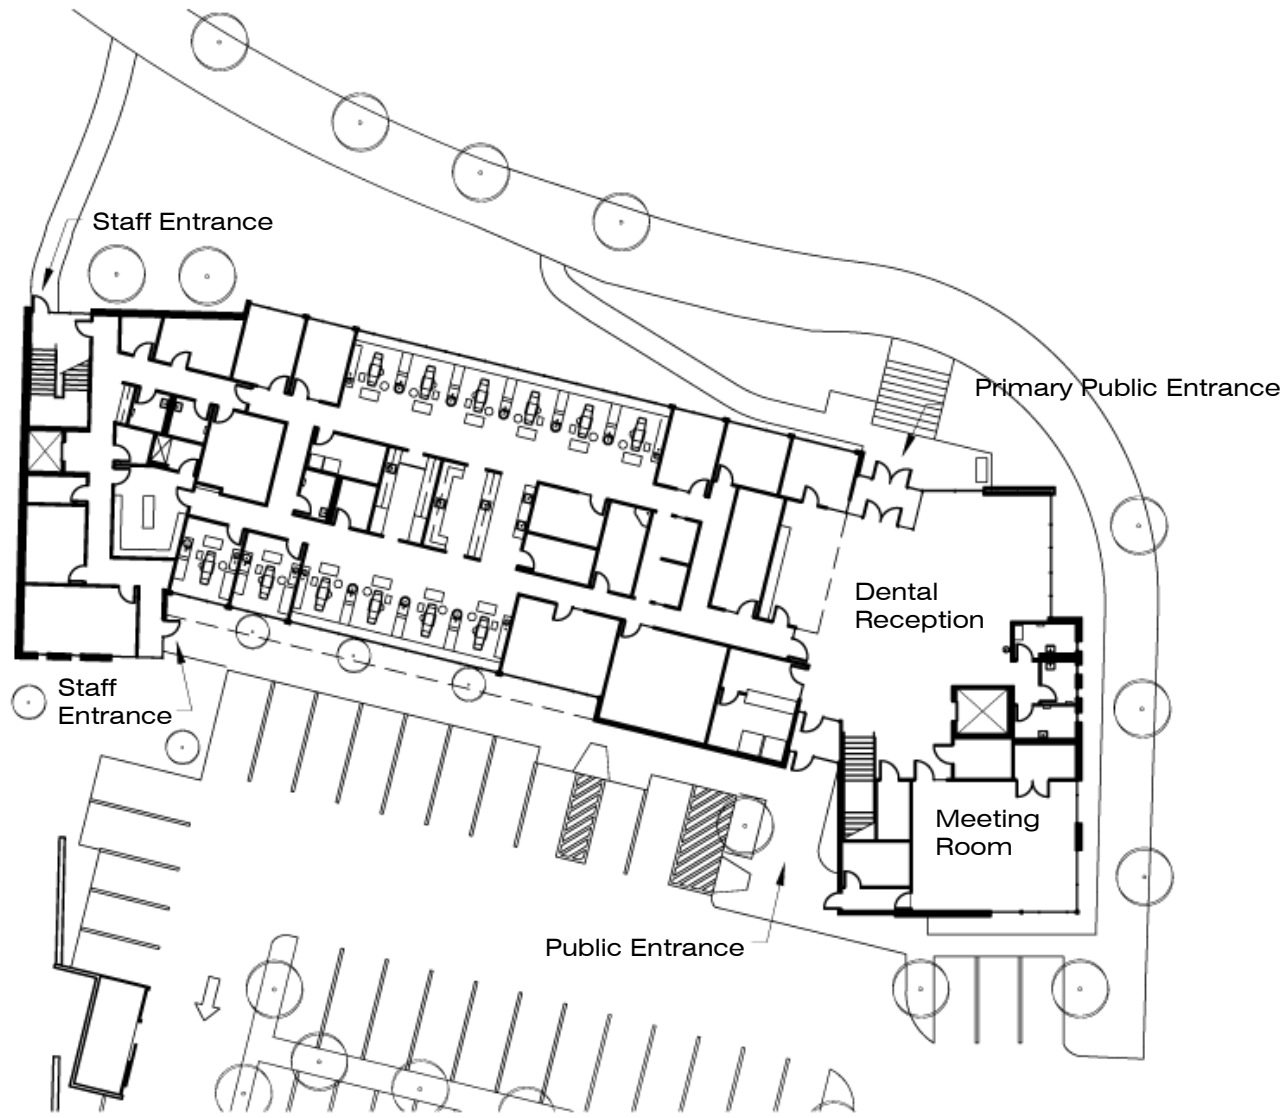 Staff Entrance
Primary Public Entrance
Dental
Reception
Staff
Entrance
Meeting
Room
Public Entrance